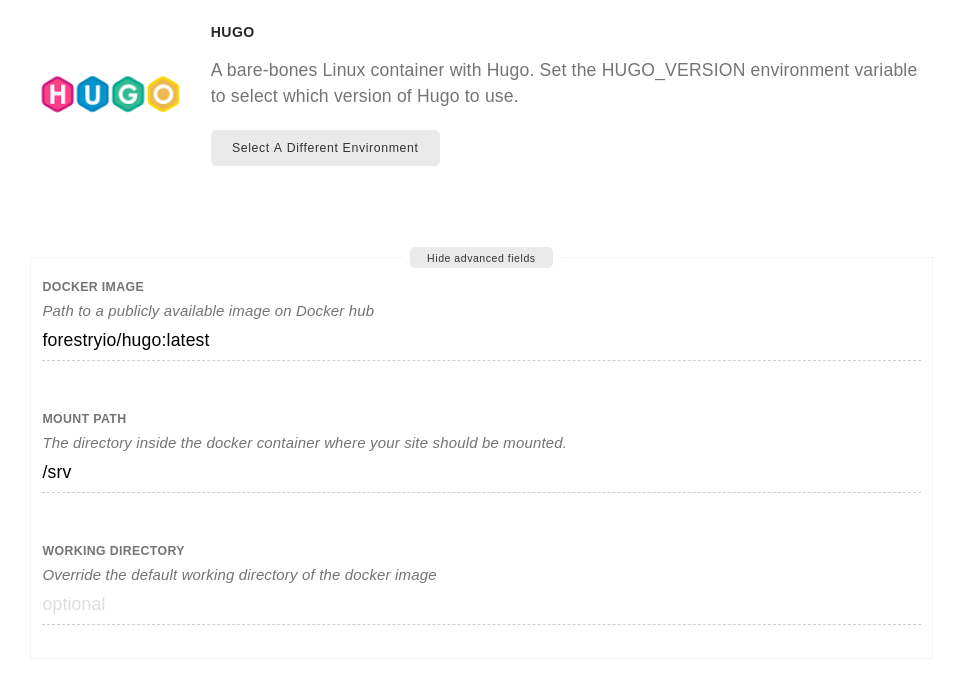 HUGO
HUGO
A bare-bones Linux container with Hugo. Set the HUGO_VERSION environment variable
to select which version of Hugo to use.
Select A Different Environment
Hide advanced fields
DOCKER IMAGE
Path to a publicly available image on Docker hub
forestryio/hugo:latest
MOUNT PATH
The directory inside the docker container where your site should be mounted.
/srv
WORKING DIRECTORY
Override the default working directory of the docker image
optional